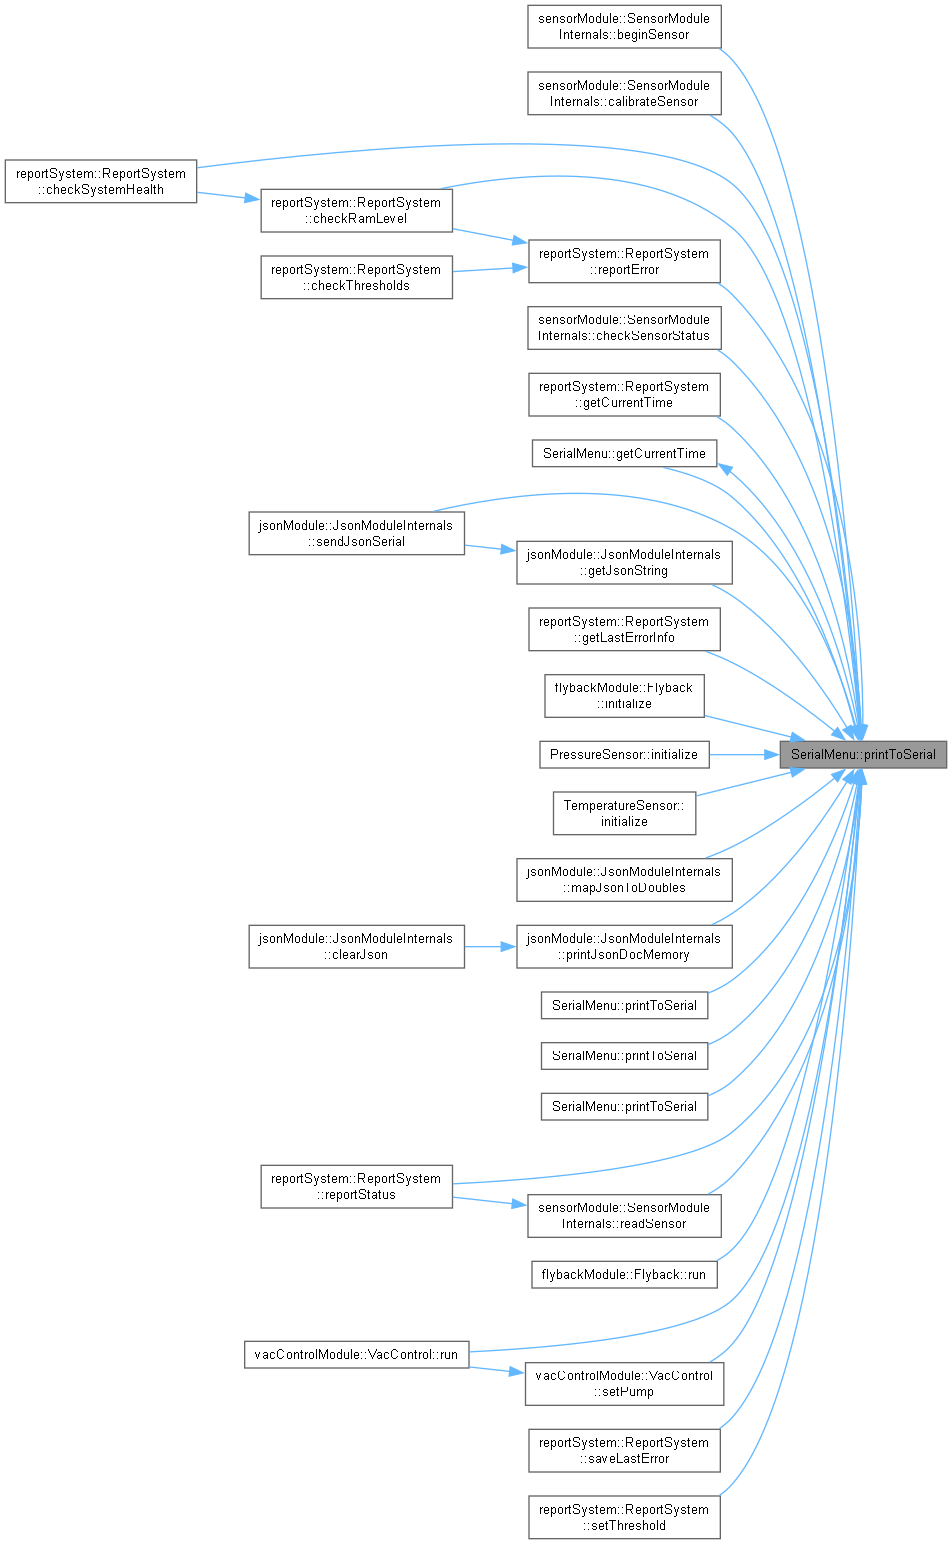 sensorModule::SensorModule
Internals::beginSensor
sensorModule::SensorModule
Internals::calibrateSensor
reportSystem::ReportSystem
::checkSystemHealth
reportSystem::ReportSystem
::checkRamLevel
reportSystem::ReportSystem
::reportError
reportSystem::ReportSystem
::checkThresholds
sensorModule::SensorModule
Internals::checkSensorStatus
reportSystem::ReportSystem
::getCurrentTime
SerialMenu::getCurrentTime
jsonModule::JsonModuleInternals
::sendJsonSerial
jsonModule::JsonModuleInternals
::getJsonString
reportSystem::ReportSystem
::getLastErrorInfo
flybackModule::Flyback
::initialize
SerialMenu::printToSerial
PressureSensor::initialize
TemperatureSensor::
initialize
jsonModule::JsonModuleInternals
::mapJsonToDoubles
jsonModule::JsonModuleInternals
::clearJson
jsonModule::JsonModuleInternals
::printJsonDocMemory
SerialMenu::printToSerial
SerialMenu::printToSerial
SerialMenu::printToSerial
reportSystem::ReportSystem
::reportStatus
sensorModule::SensorModule
Internals::readSensor
flybackModule::Flyback::run
vacControlModule::VacControl::run
vacControlModule::VacControl
::setPump
reportSystem::ReportSystem
::saveLastError
reportSystem::ReportSystem
::setThreshold